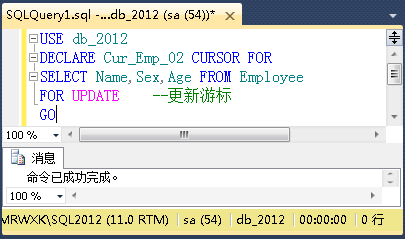 SQLQuery1.sql -...db_2012 (sa (54))*
USE db_2012
DECLARE Cur_Emp_02 CURSOR FOR
SELECT Name,Sex,Age FROM Employee
FOR UPDATE --更新游标
GO
100 %
消息
命令已成功完成。
100 %
MRWXK\SQL2012 (11.0 RTM) sa (54) db_2012 00:00:00 0 行